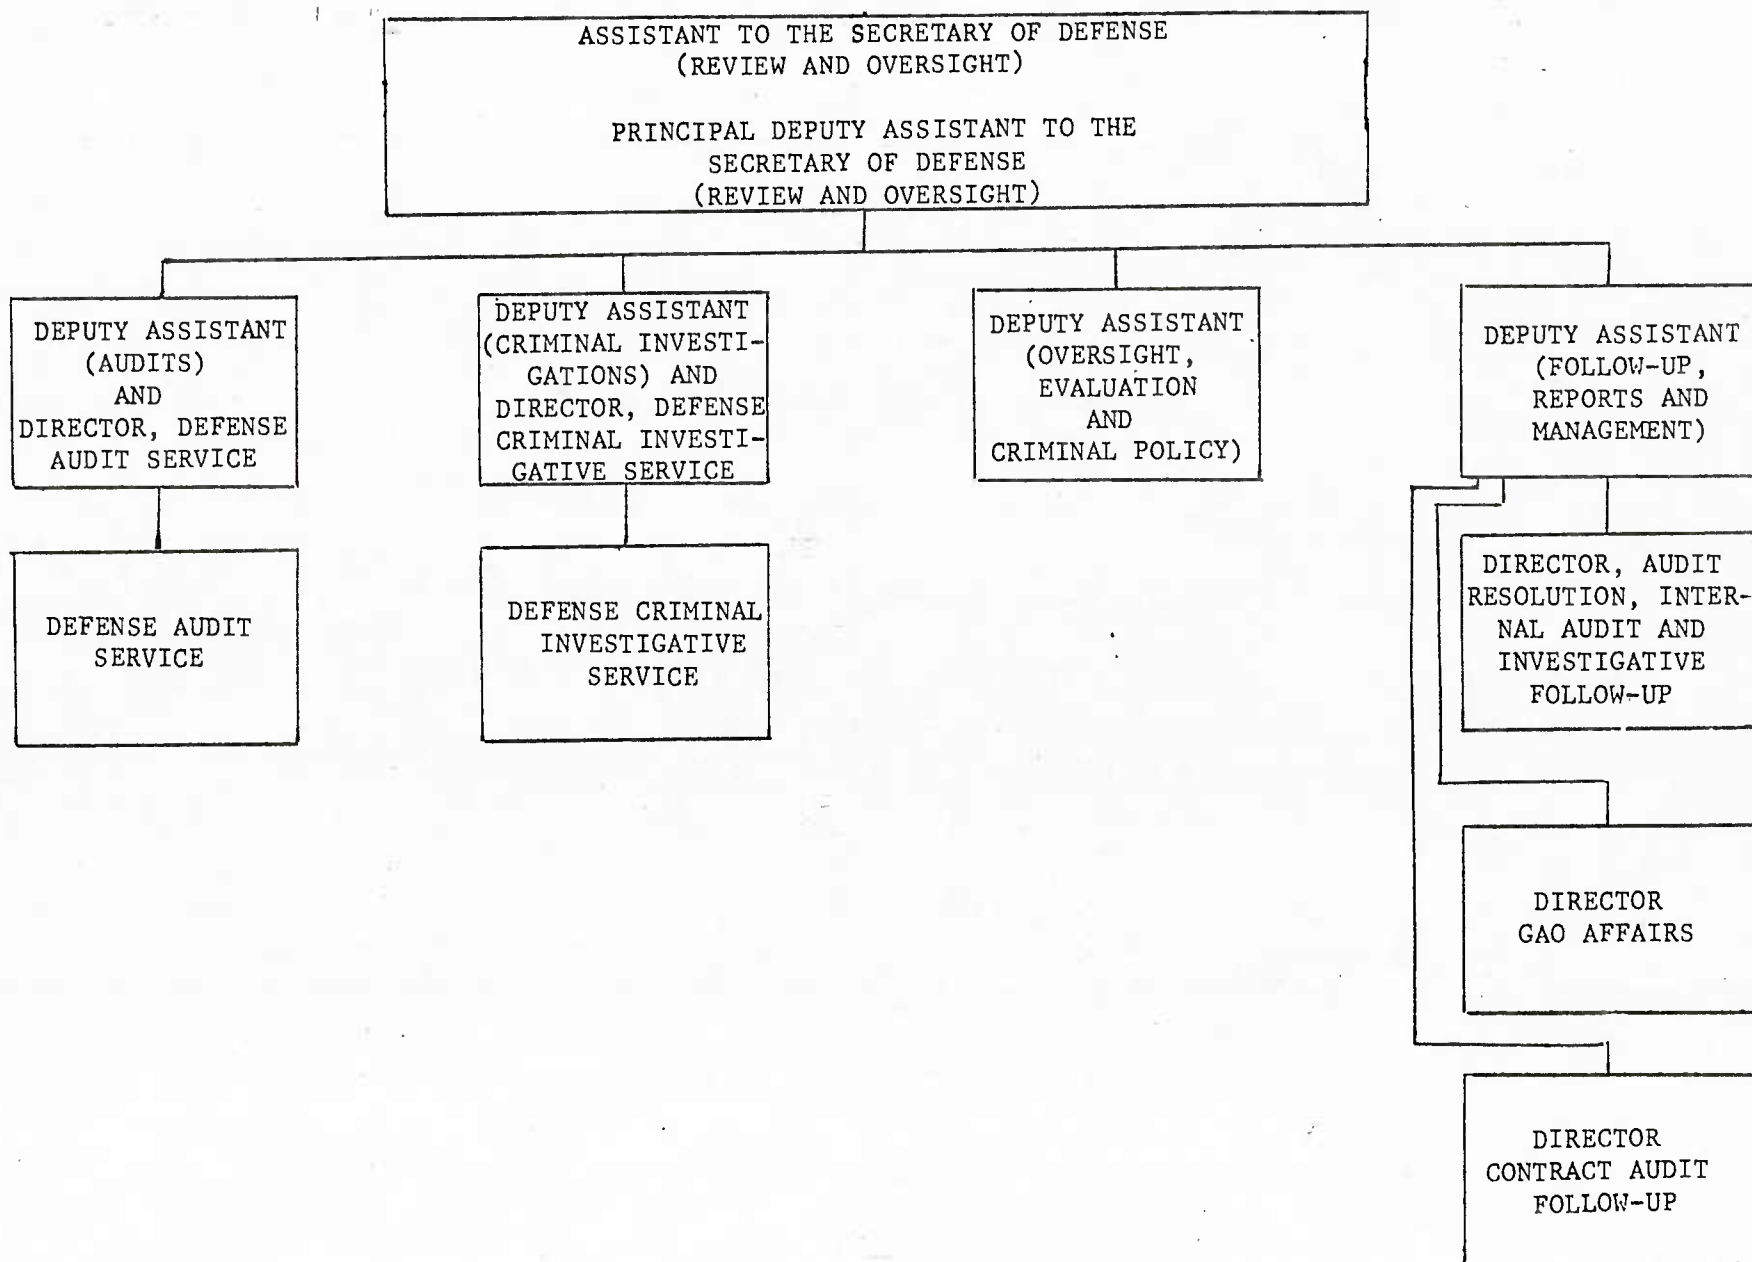 ASSISTANT TO THE SECRETARY OF DEFENSE
(REVIEW AND OVERSIGHT)
PRINCIPAL DEPUTY ASSISTANT TO THE
SECRETARY OF DEFENSE
(REVIEW AND OVERSIGHT)
DEPUTY ASSISTANT
(AUDITS)
AND
DIRECTOR, DEFENSE
AUDIT SERVICE
DEPUTY ASSISTANT
(CRIMINAL INVESTI-
GATIONS) AND
DIRECTOR, DEFENSE
CRIMINAL INVESTI-
GATIVE SERVICE
DEPUTY ASSISTANT
(OVERSIGHT,
EVALUATION
AND
CRIMINAL POLICY)
DEPUTY ASSISTANT
(FOLLOW-UP,
REPORTS AND
MANAGEMENT)
DEFENSE AUDIT
SERVICE
DEFENSE CRIMINAL
INVESTIGATIVE
SERVICE
DIRECTOR, AUDIT
RESOLUTION, INTER-
NAL AUDIT AND
INVESTIGATIVE
FOLLOW-UP
DIRECTOR
GAO AFFAIRS
DIRECTOR
CONTRACT AUDIT
FOLLOW-UP